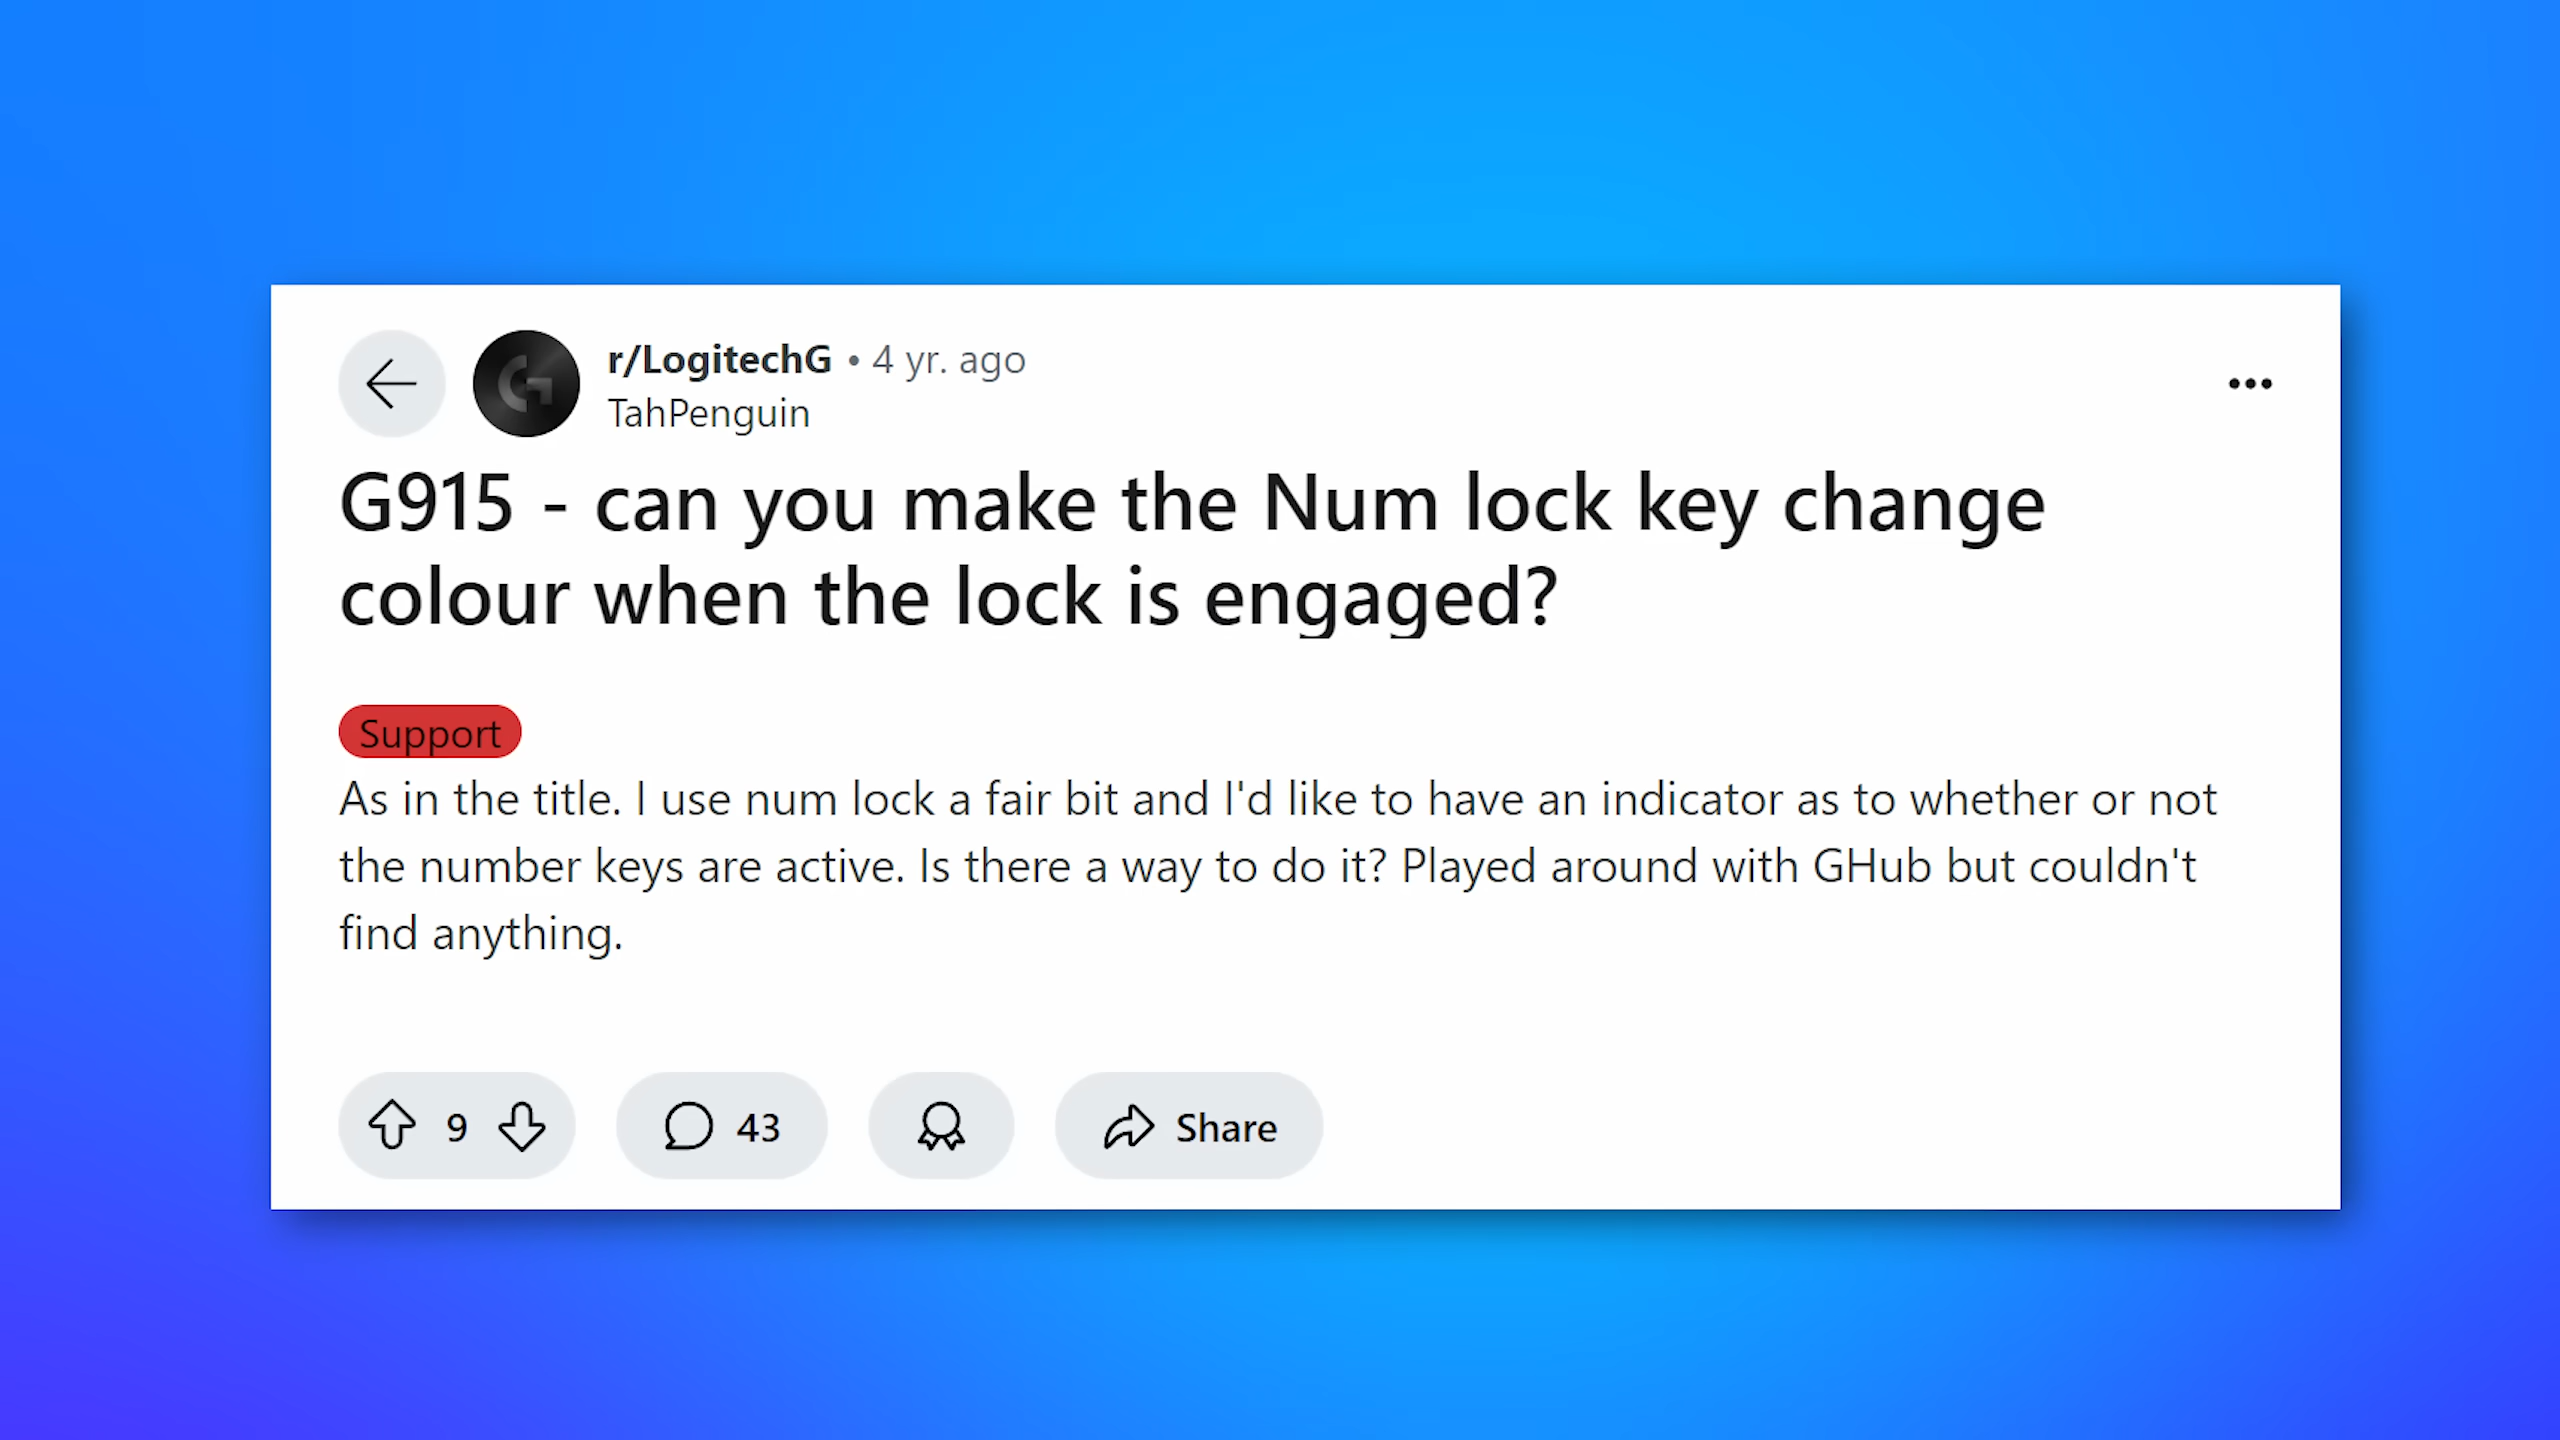 r/LogitechG • 4 yr. ago
TahPenguin
G915 - can you make the Num lock key change
colour when the lock is engaged?
Support
As in the title. I use num lock a fair bit and I'd like to have an indicator as to whether or not
the number keys are active. Is there a way to do it? Played around with GHub but couldn't
find anything.
9
43
Share